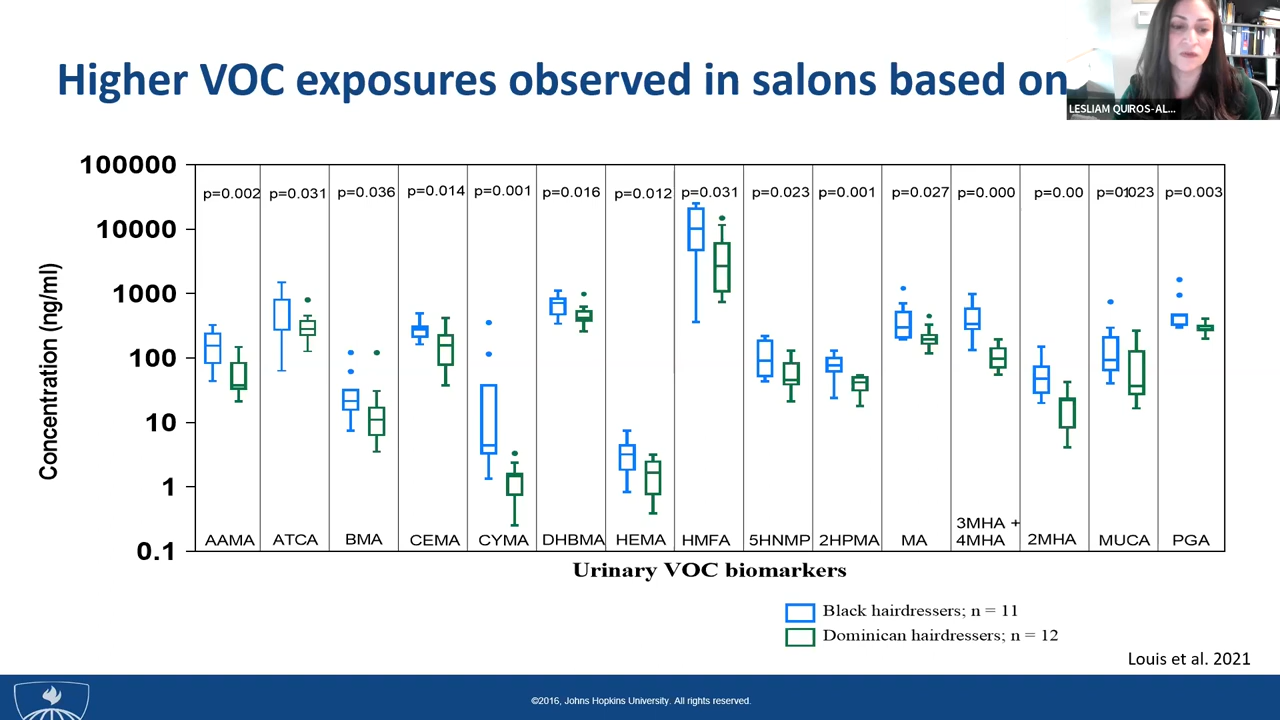 Higher VOC exposures observed in salons based on
LESLIAM QUIROS-AL...
100000
10000
1000
100
10
1
0.1
Concentration (ng/ml)
p=0.002 p=0.031 p=0.036 p=0.014 p=0.001 p=0.016 p=0.012 p=0.031 p=0.023 p=0.001 p=0.027 p=0.000 p=0.00 p=0.003
AAMA ATCA BMA CEMA CYMA DHBMA HEMA HMFA 5HNMP 2HPMA MA 3MHA + 4MHA 2MHA MUCA PGA
Urinary VOC biomarkers
Black hairdressers; n = 11
Dominican hairdressers; n = 12
Louis et al. 2021
©2016, Johns Hopkins University. All rights reserved.